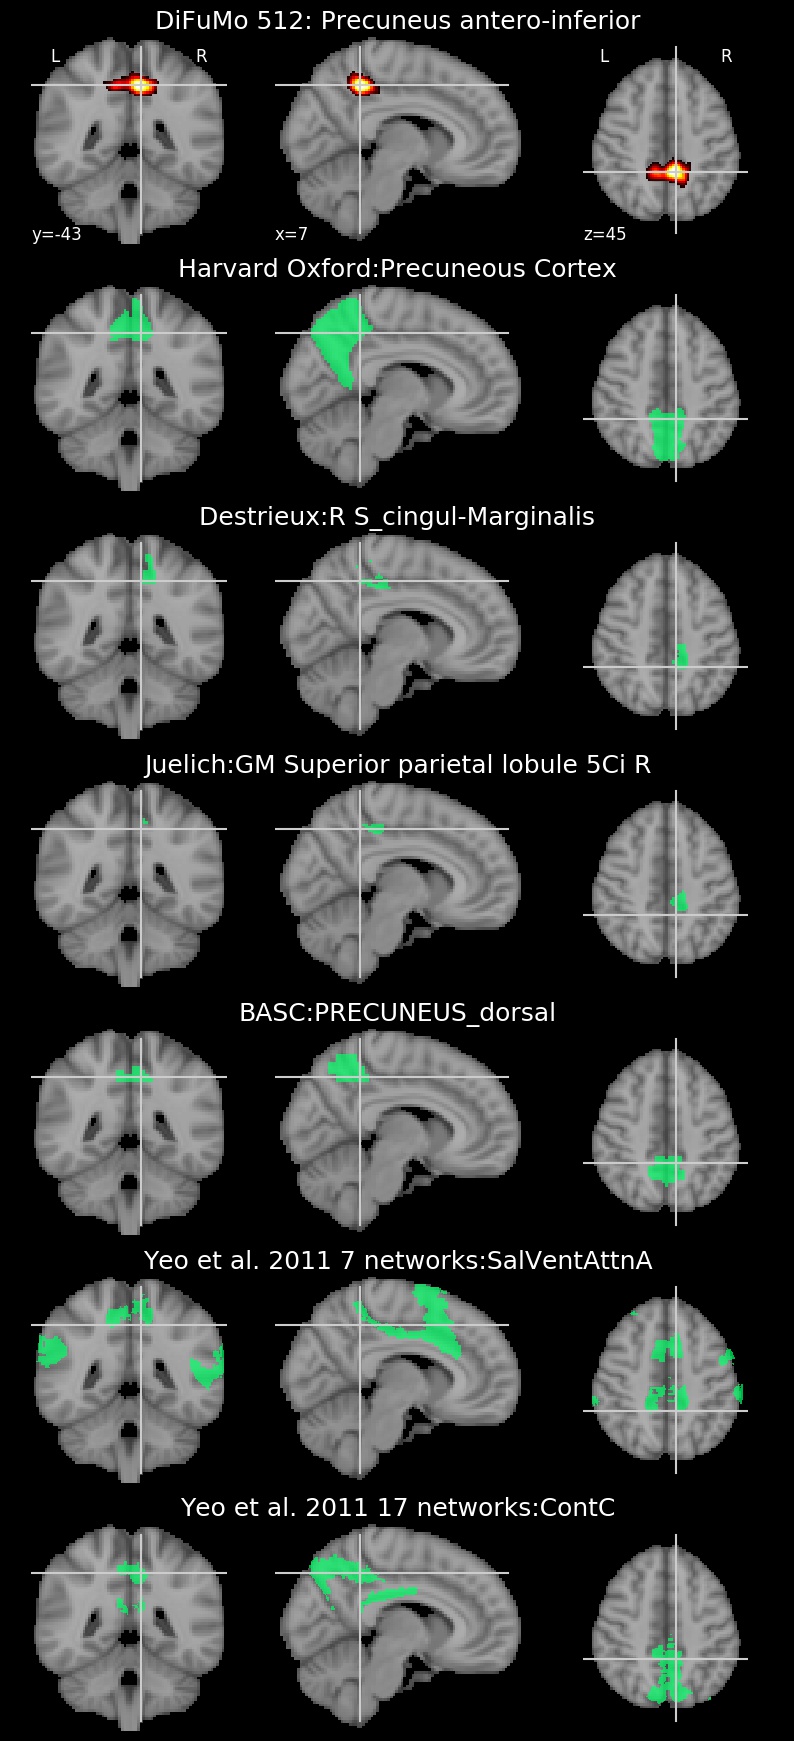 DiFuMo 512: Precuneus antero-inferior
L R L R
y=-43 x=7 z=45
Harvard Oxford:Precuneous Cortex
Destrieux:R S_cingul-Marginalis
Juelich:GM Superior parietal lobule 5Ci R
BASC:PRECUNEUS_dorsal
Yeo et al. 2011 7 networks:SalVentAttnA
Yeo et al. 2011 17 networks:ContC